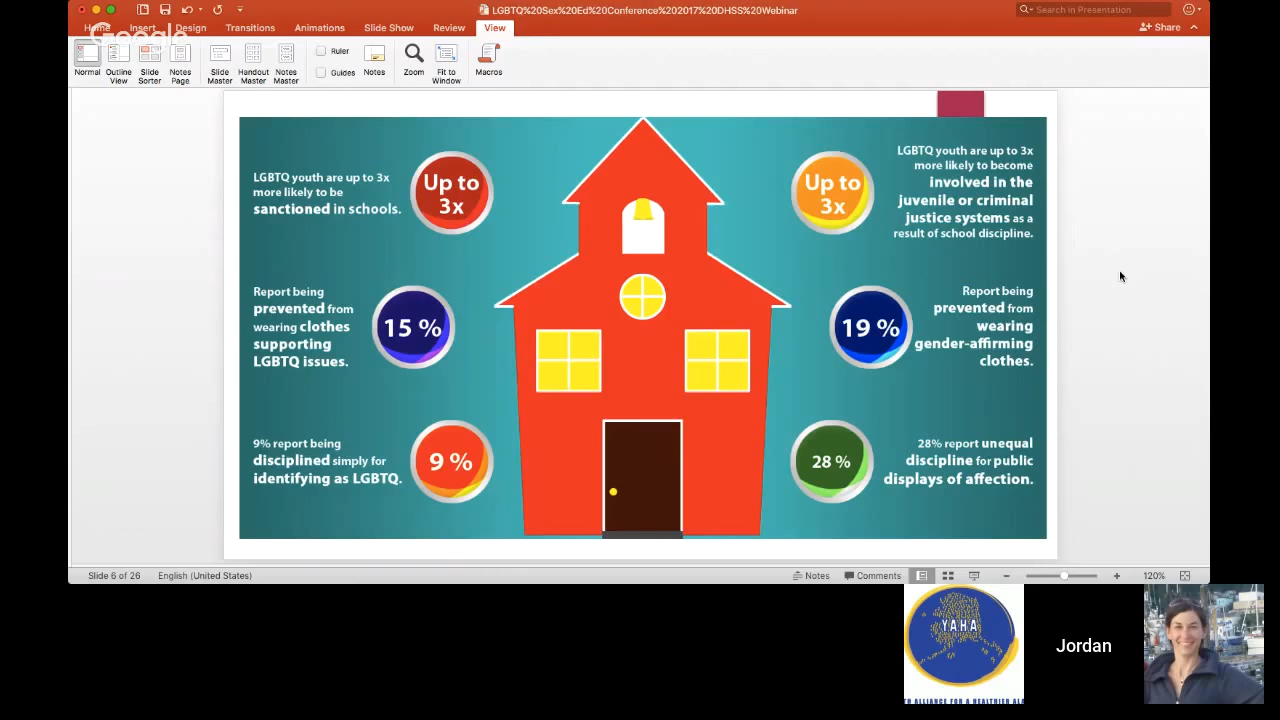 LGBTQ%20Sex%20Ed%20Conference%202017%20DHSS%20Webinar
Search in Presentation
Home Insert Design Transitions Animations Slide Show Review View
Google
Share
Normal
Outline View
Slide Sorter
Notes Page
Slide Master
Handout Master
Notes Master
Ruler
Guides
Notes
Zoom
Fit to Window
Macros
LGBTQ youth are up to 3x
more likely to be
sanctioned in schools.
Up to
3x
Report being
prevented from
wearing clothes
supporting
LGBTQ issues.
15 %
9% report being
disciplined simply for
identifying as LGBTQ.
9 %
Up to
3x
LGBTQ youth are up to 3x
more likely to become
involved in the
juvenile or criminal
justice systems as a
result of school discipline.
19 %
Report being
prevented from
wearing
gender-affirming
clothes.
28 %
28% report unequal
discipline for public
displays of affection.
Slide 6 of 26 English (United States)
Notes Comments 120%
YAHA
ALLIANCE FOR A HEALTHIER
Jordan